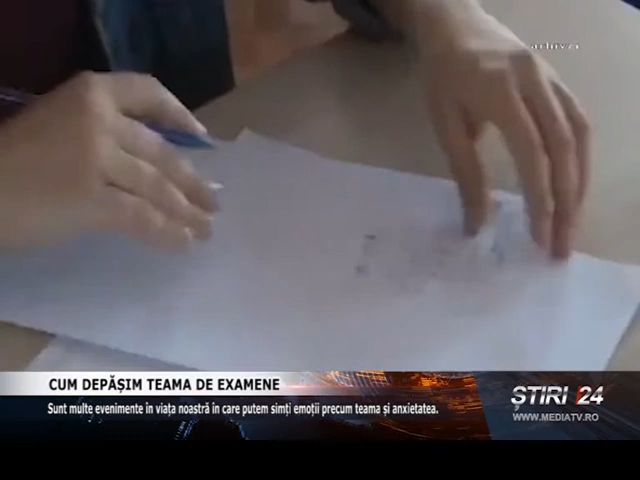 arhiva
CUM DEPĂȘIM TEAMA DE EXAMENE
Sunt multe evenimente în viața noastră în care putem simți emoții precum teama și anxietatea.
ȘTIRI 24
WWW.MEDIATV.RO